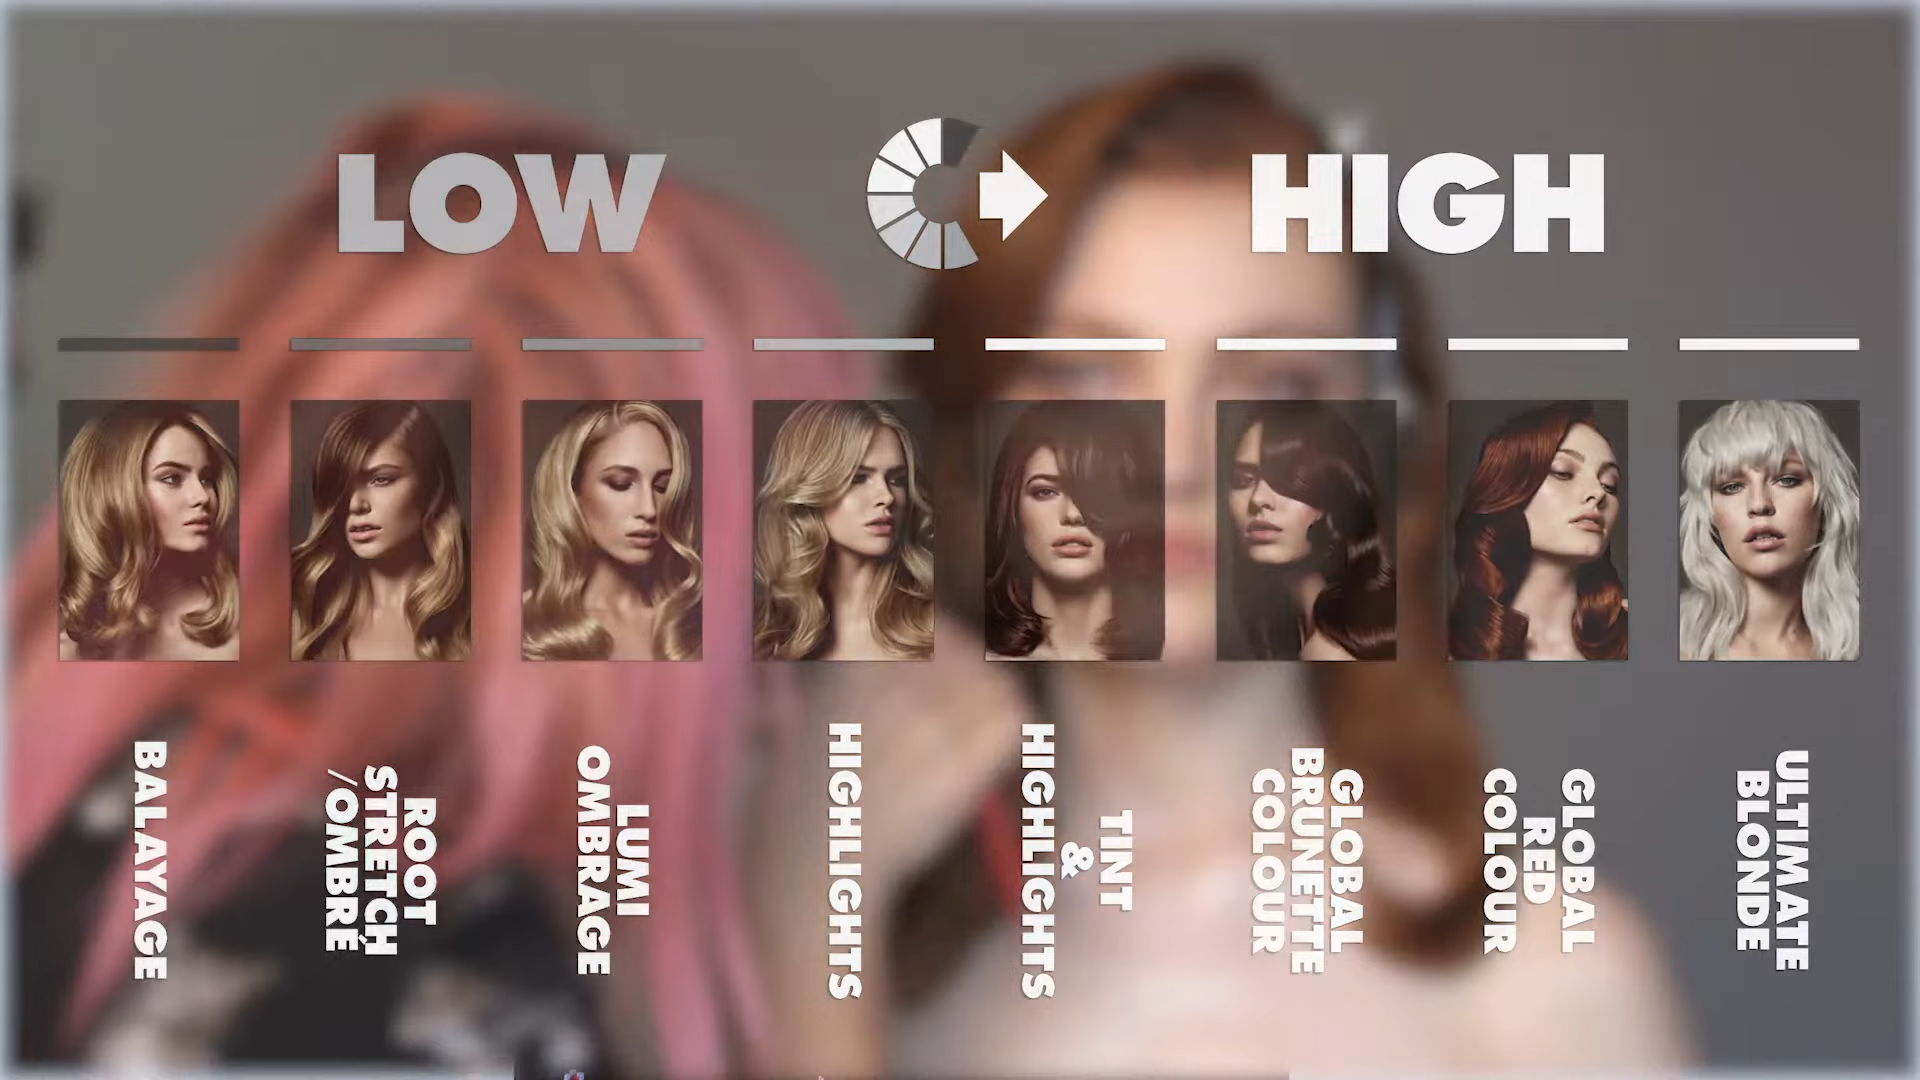 LOW
HIGH
BALAYAGE
ROOT
STRETCH
/OMBRÉ
LUMI
OMBRAGE
HIGHLIGHTS
TINT
&
HIGHLIGHTS
GLOBAL
BRUNETTE
COLOUR
GLOBAL
RED
COLOUR
ULTIMATE
BLONDE